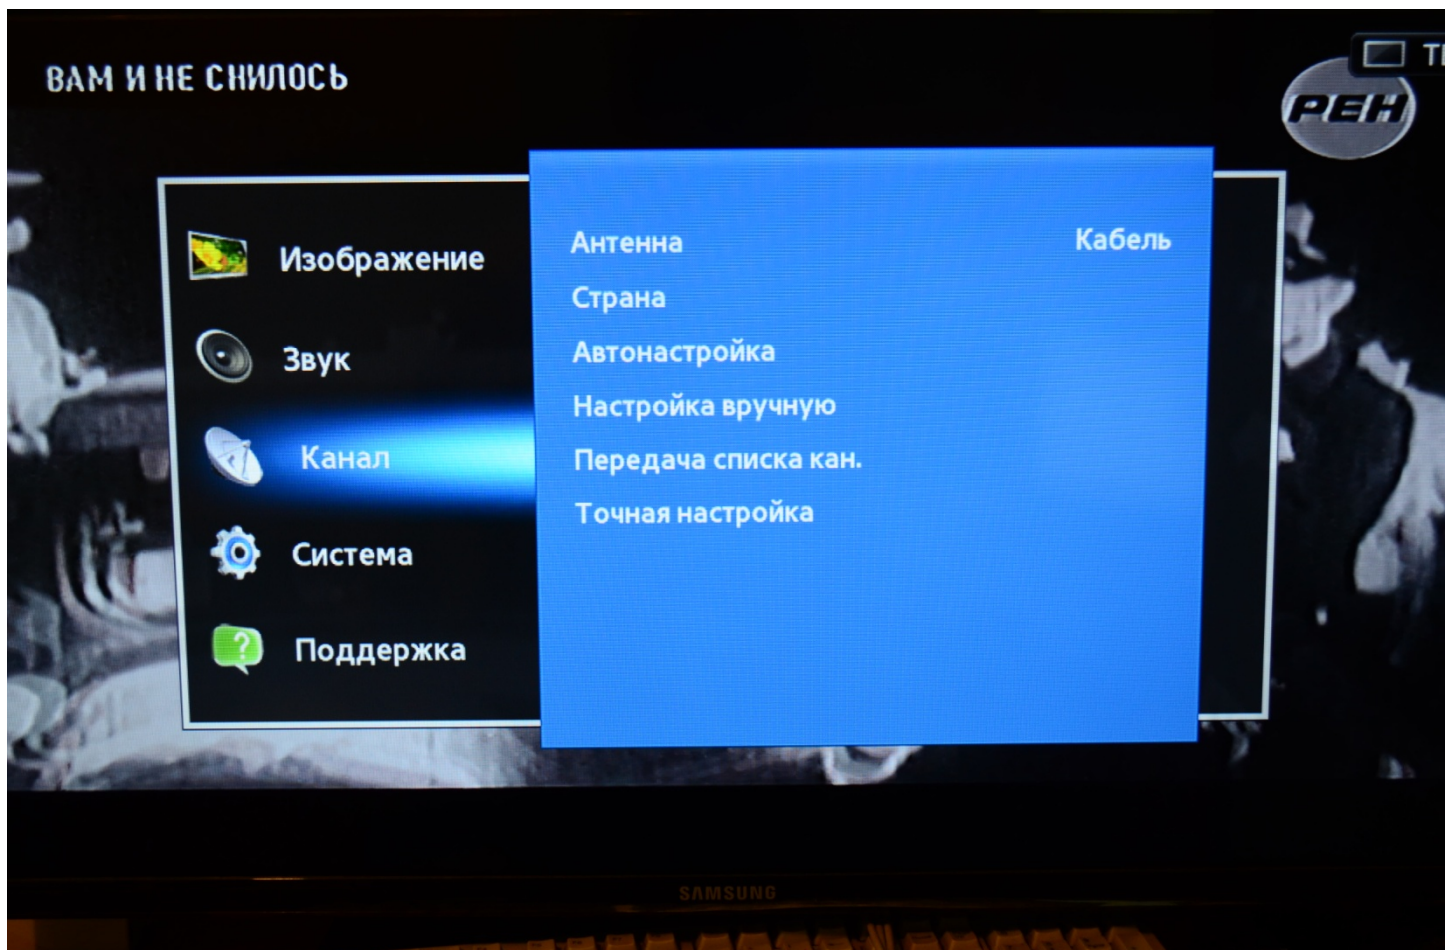 ВАМ И НЕ СНИЛОСЬ
РЕН
Изображение
Звук
Канал
Система
Поддержка
Антенна Кабель
Страна
Автонастройка
Настройка вручную
Передача списка кан.
Точная настройка
SAMSUNG